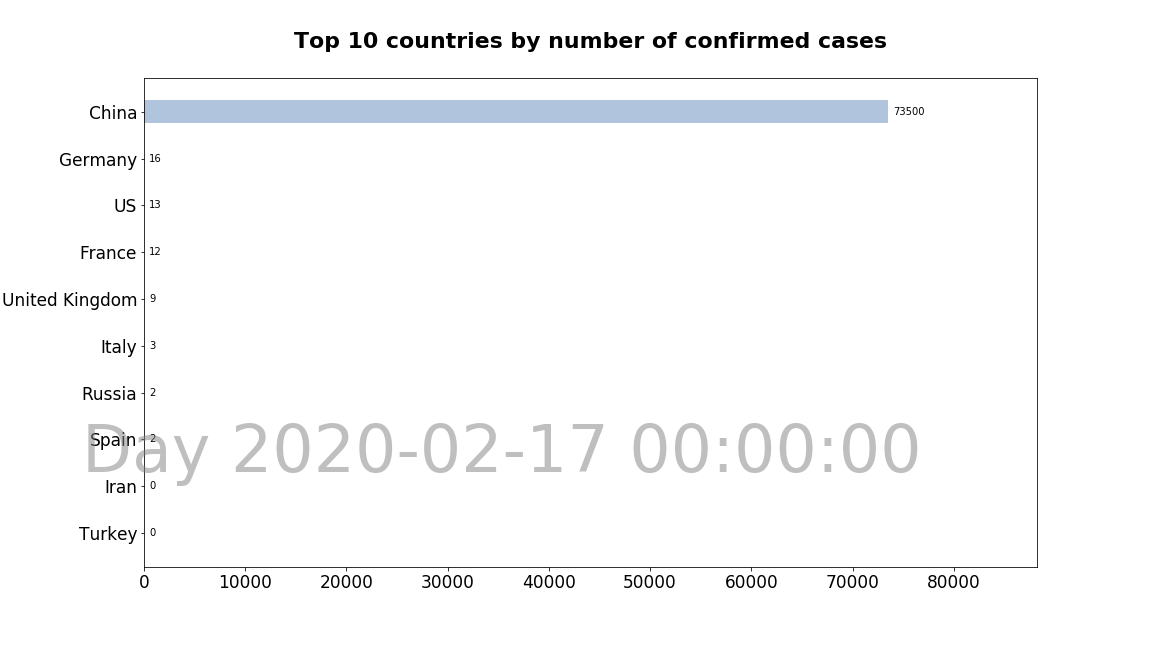 Top 10 countries by number of confirmed cases
China 73500
Germany 16
US 13
France 12
United Kingdom 9
Italy 3
Russia 2
Spain 2
Day 2020-02-17 00:00:00
Iran 0
Turkey 0
0 10000 20000 30000 40000 50000 60000 70000 80000